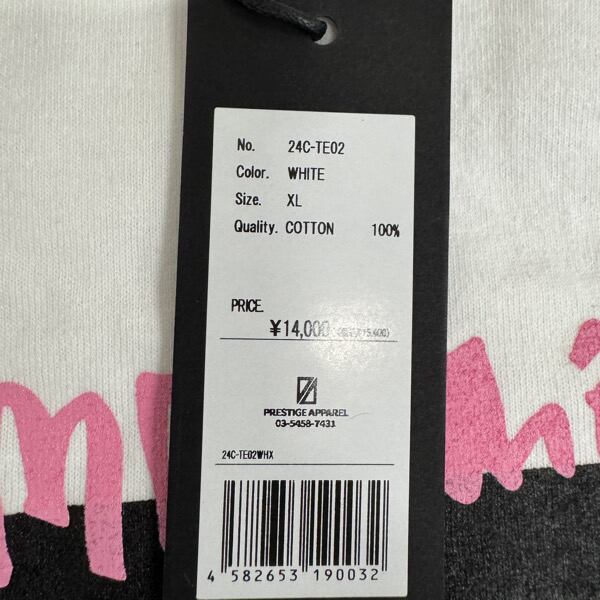 No. 24C-TE02
Color. WHITE
Size. XL
Quality. COTTON 100%
PRICE.
¥14,000
PRESTIGE APPAREL
03-5458-7431
24C-TE02WHX
4 582653 190032